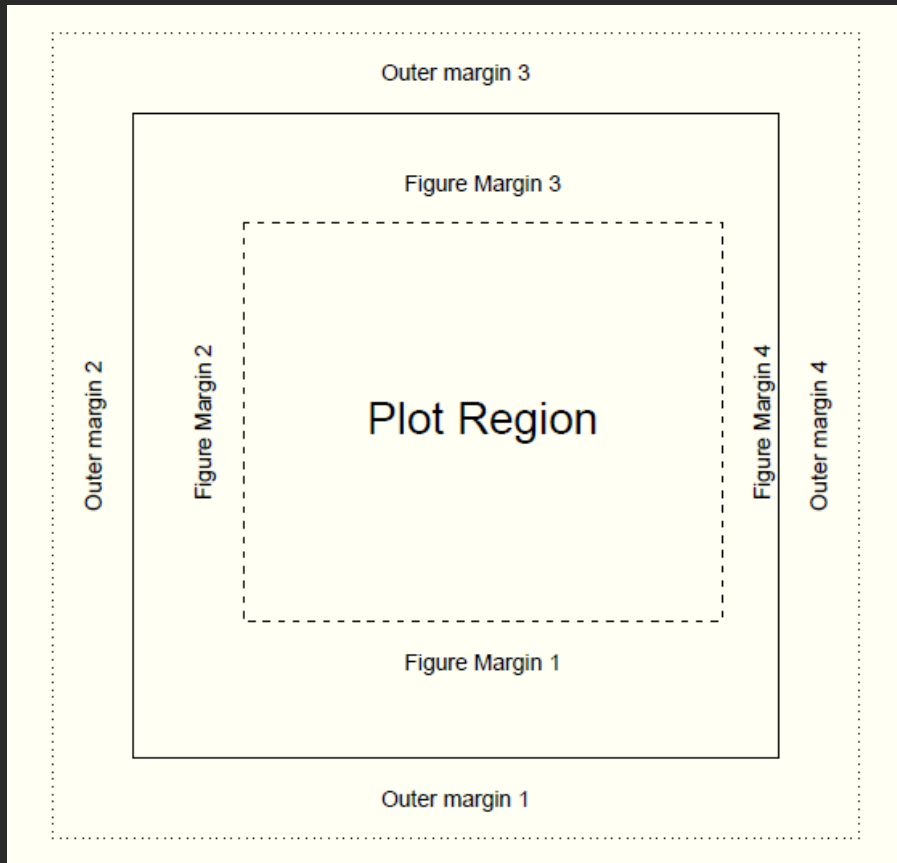 Outer margin 3
Figure Margin 3
Outer margin 2
Figure Margin 2
Plot Region
Figure Margin 4
Outer margin 4
Figure Margin 1
Outer margin 1